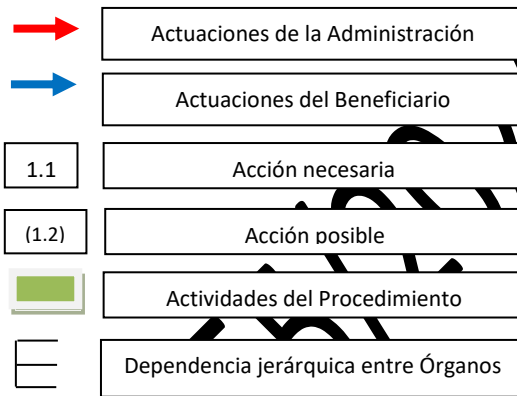 Actuaciones de la Administración
Actuaciones del Beneficiario
1.1 Acción necesaria
(1.2) Acción posible
Actividades del Procedimiento
Dependencia jerárquica entre Órganos